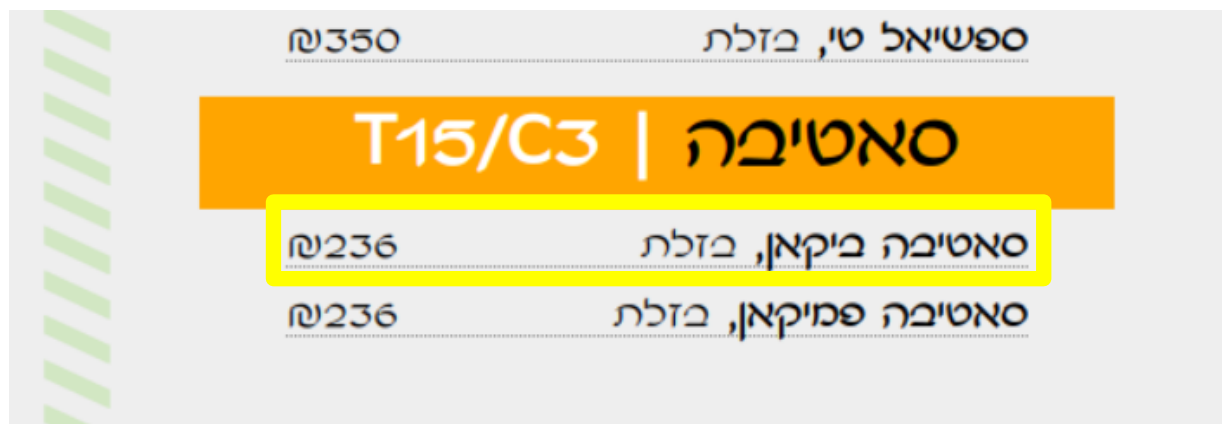 ספשיאל טי, בזלת ₪350
סאטיבה | T15/C3
סאטיבה ביקאן, בזלת ₪236
סאטיבה פמיקאן, בזלת ₪236